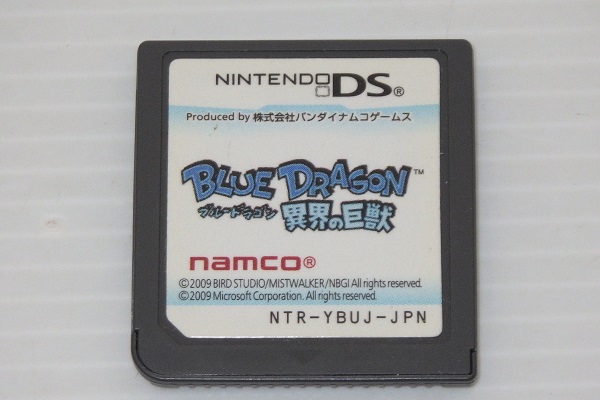 NINTENDO DS®
Produced by 株式会社バンダイナムコゲームス
BLUE DRAGON™
ブルードラゴン 異界の巨獣
namco®
©2009 BIRD STUDIO/MISTWALKER/NBGI All rights reserved.
©2009 Microsoft Corporation. All rights reserved.
NTR-YBUJ-JPN